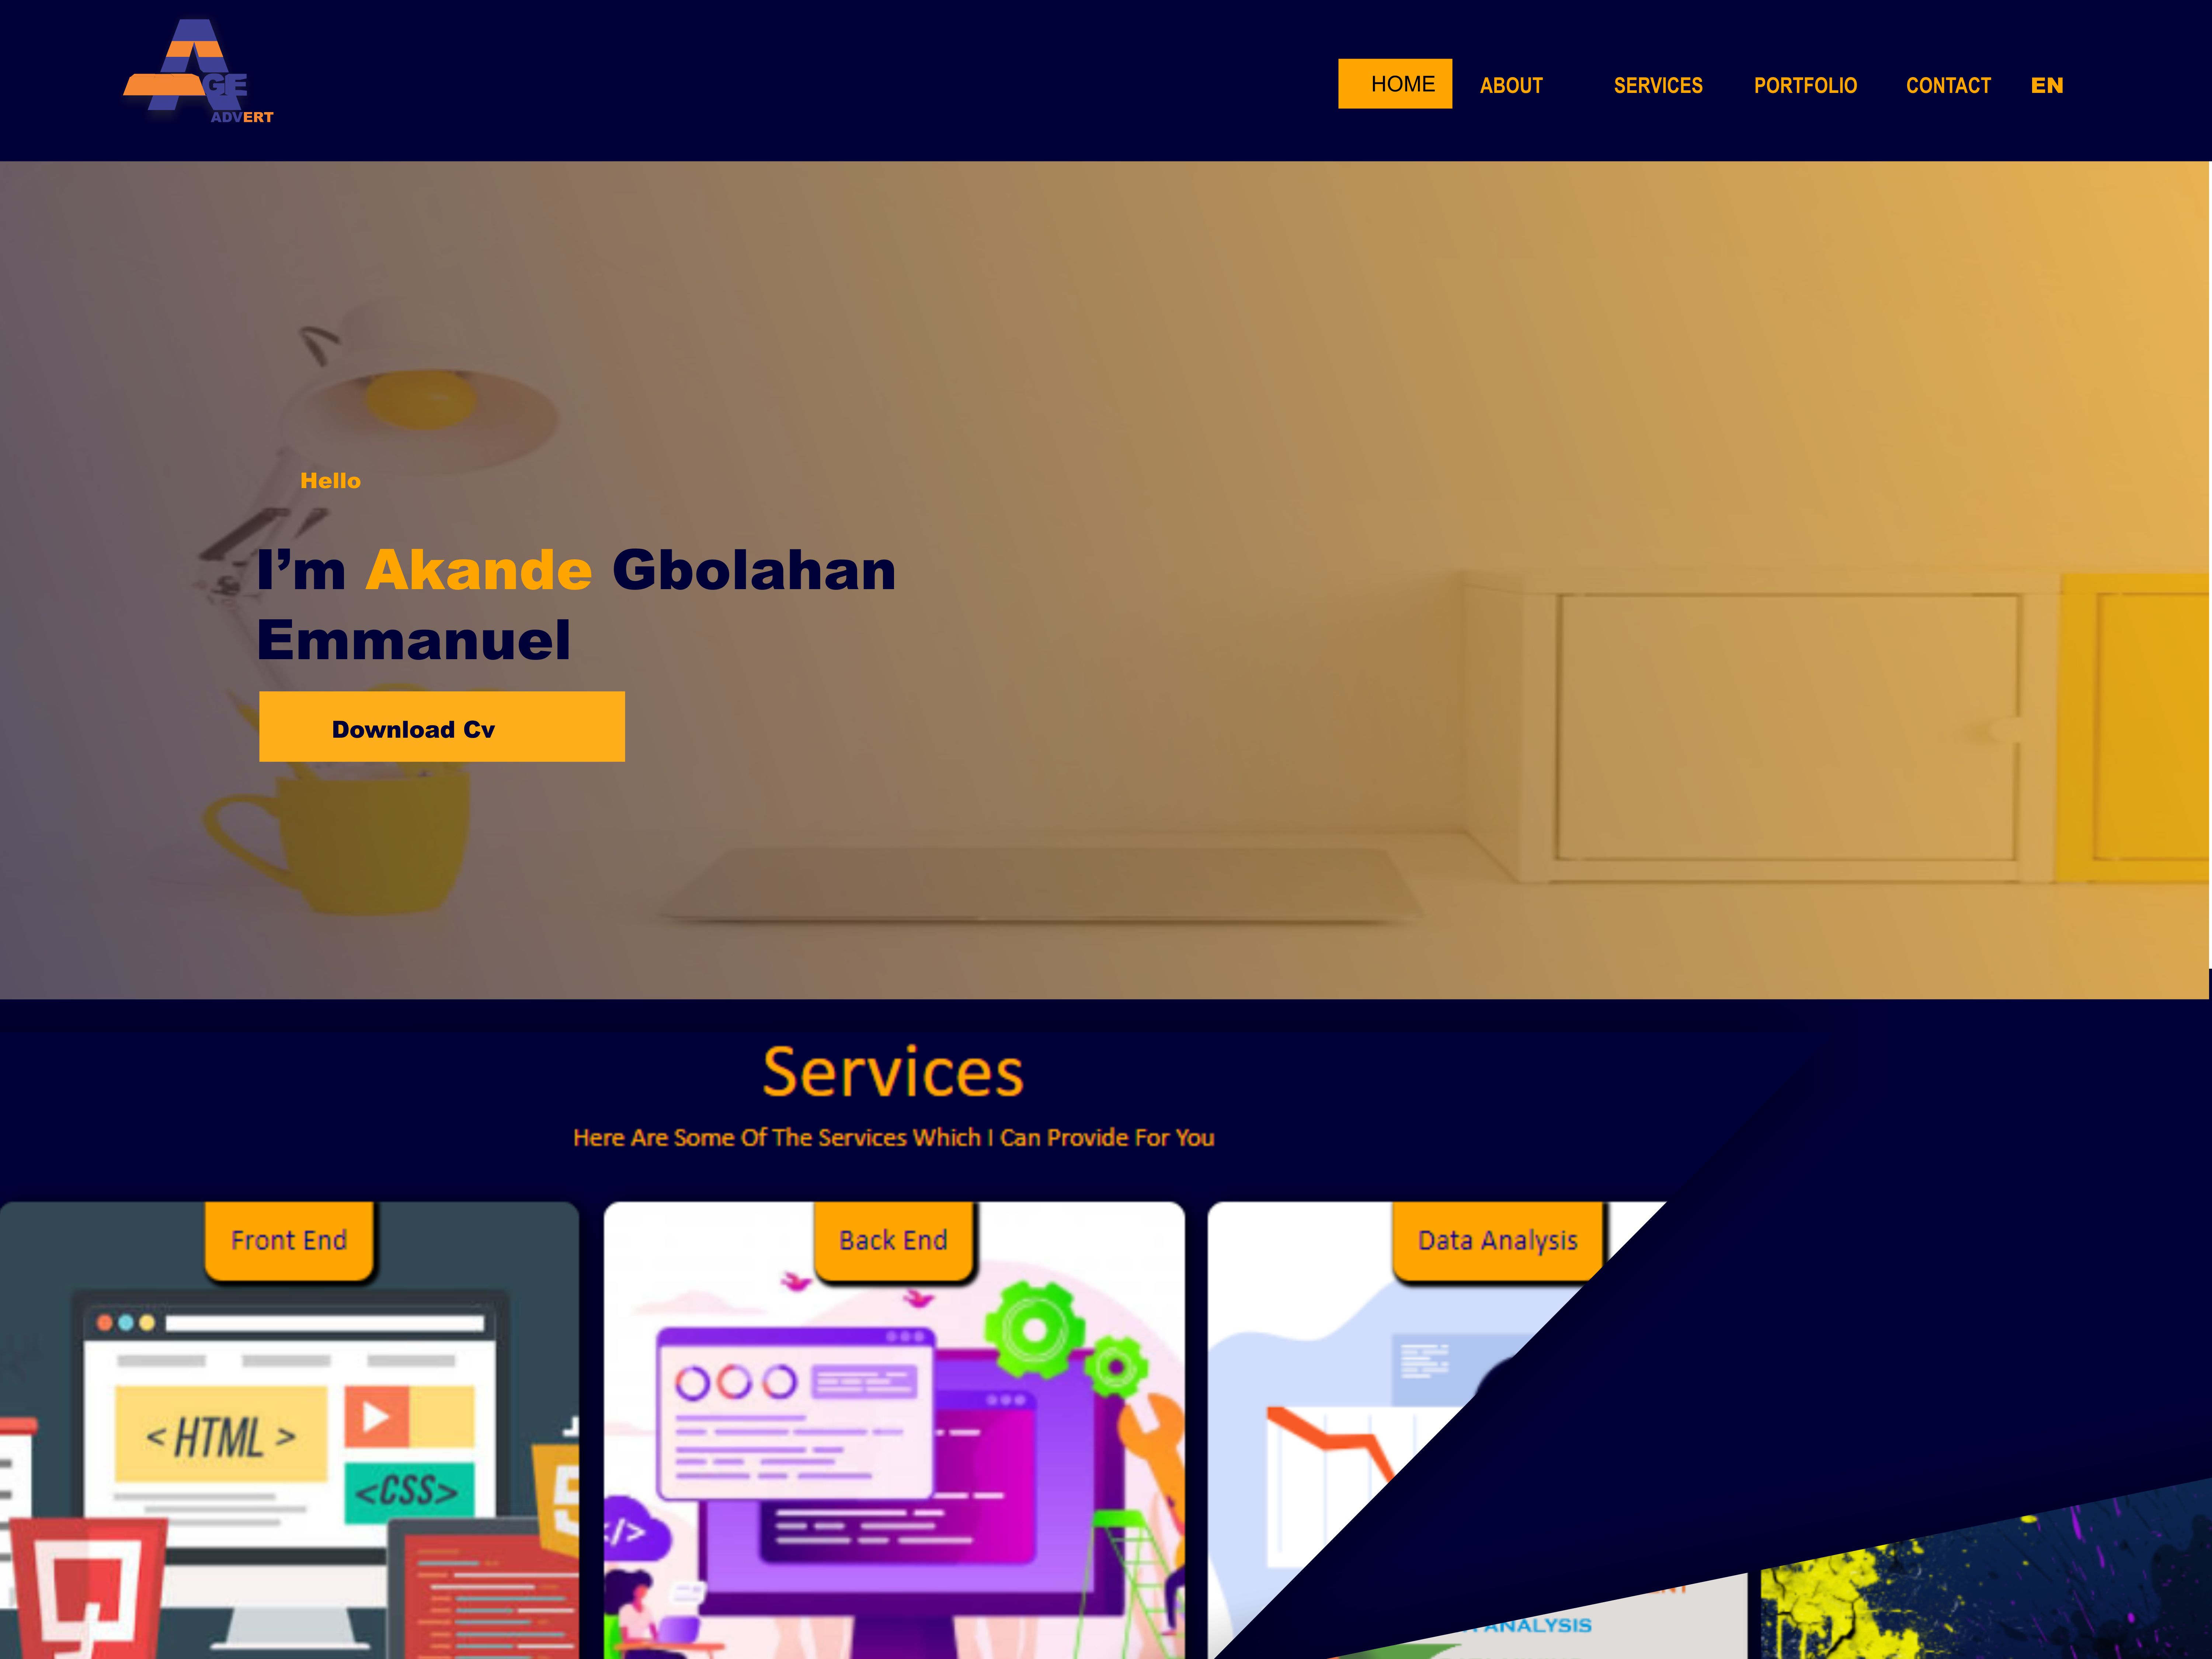 AGE
ADVERT
HOME ABOUT SERVICES PORTFOLIO CONTACT EN
Hello
I'm Akande Gbolahan
Emmanuel
Download Cv
Services
Here Are Some Of The Services Which I Can Provide For You
Front End
Back End
Data Analysis
< HTML >
<CSS>
5
</>
ANALYSIS